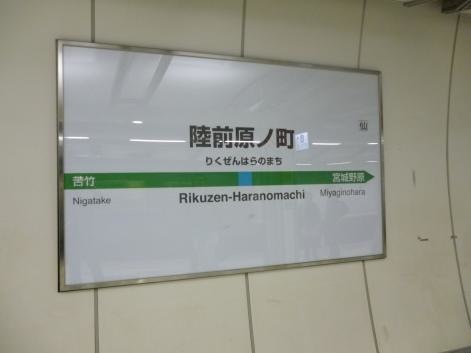 仙
陸前原ノ町
りくぜんはらのまち
苦竹 宮城野原
Nigatake Rikuzen-Haranomachi Miyaginohara